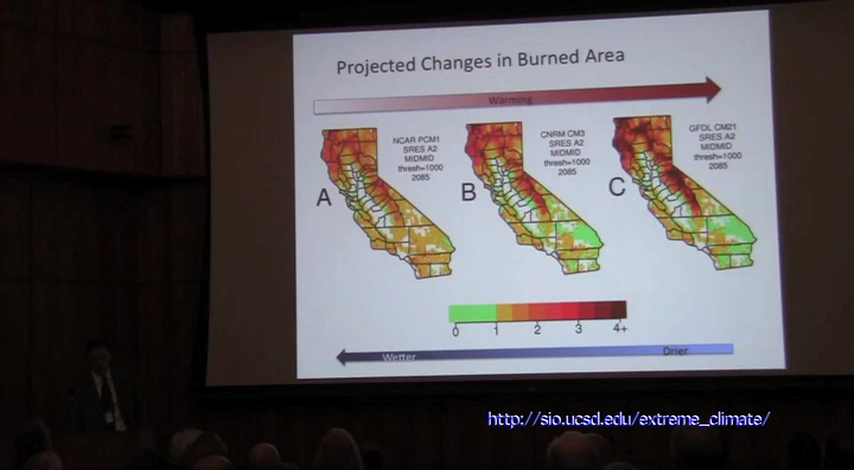 Projected Changes in Burned Area
Warming
NCAR PCM1
SRES A2
MIDMID
thresh=1000
2085
CNRM CM3
SRES A2
MIDMID
thresh=1000
2085
GFDL CM21
SRES A2
MIDMID
thresh=1000
2085
A
B
C
0 1 2 3 4+
Wetter
Drier
http://sio.ucsd.edu/extreme_climate/